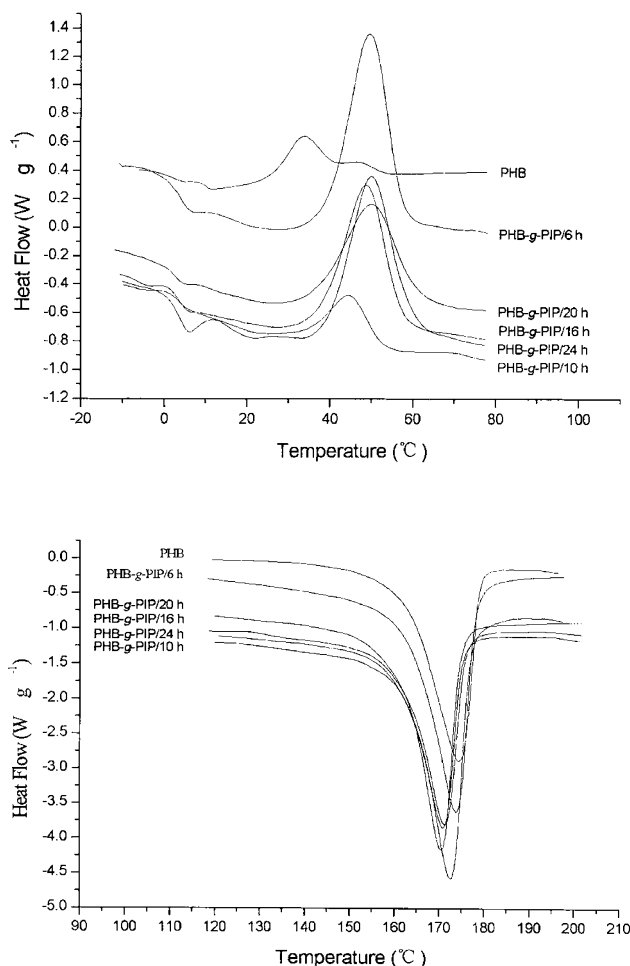 1.4
1.2
1.0
0.8
0.6
0.4
0.2
0.0
-0.2
-0.4
-0.6
-0.8
-1.0
-1.2
Heat Flow (W g -1)
PHB
PHB-g-PIP/6 h
PHB-g-PIP/20 h
PHB-g-PIP/16 h
PHB-g-PIP/24 h
PHB-g-PIP/10 h
-20 0 20 40 60 80 100
Temperature (℃)
0.0
-0.5
-1.0
-1.5
-2.0
-2.5
-3.0
-3.5
-4.0
-4.5
-5.0
Heat Flow (W g -1)
PHB
PHB-g-PIP/6 h
PHB-g-PIP/20 h
PHB-g-PIP/16 h
PHB-g-PIP/24 h
PHB-g-PIP/10 h
90 100 110 120 130 140 150 160 170 180 190 200 210
Temperature (℃)